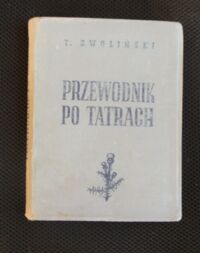 T. ZWOLIŃSKI
PRZEWODNIK
PO TATRACH